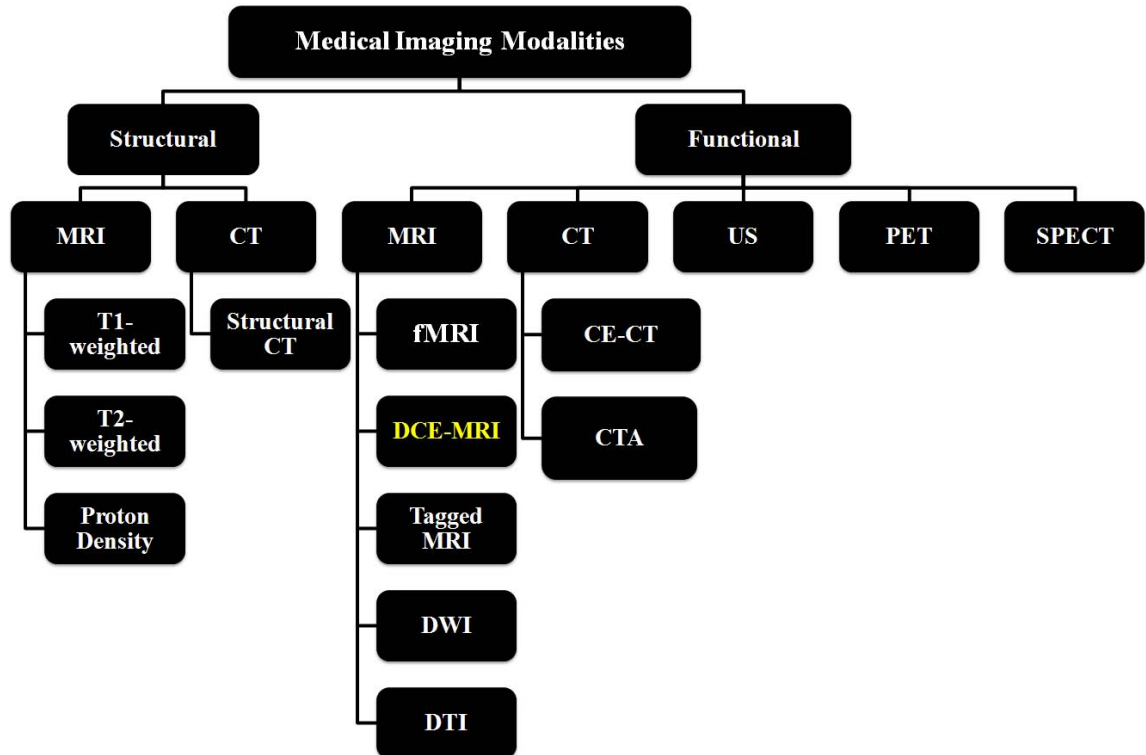 Medical Imaging Modalities
Structural
Functional
MRI
CT
MRI
CT
US
PET
SPECT
T1-
weighted
Structural
CT
fMRI
CE-CT
T2-
weighted
DCE-MRI
CTA
Proton
Density
Tagged
MRI
DWI
DTI